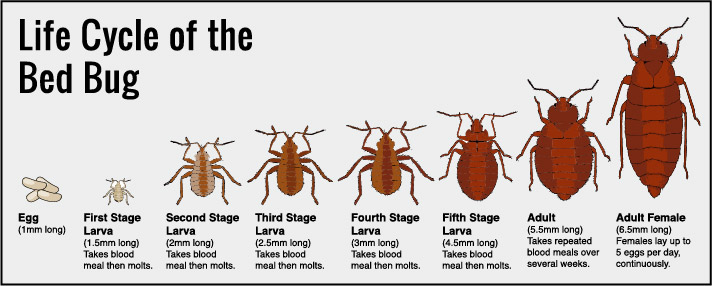 Life Cycle of the
Bed Bug
Egg
(1mm long)
First Stage
Larva
(1.5mm long)
Takes blood
meal then molts.
Second Stage
Larva
(2mm long)
Takes blood
meal then molts.
Third Stage
Larva
(2.5mm long)
Takes blood
meal then molts.
Fourth Stage
Larva
(3mm long)
Takes blood
meal then molts.
Fifth Stage
Larva
(4.5mm long)
Takes blood
meal then molts.
Adult
(5.5mm long)
Takes repeated
blood meals over
several weeks.
Adult Female
(6.5mm long)
Females lay up to
5 eggs per day,
continuously.